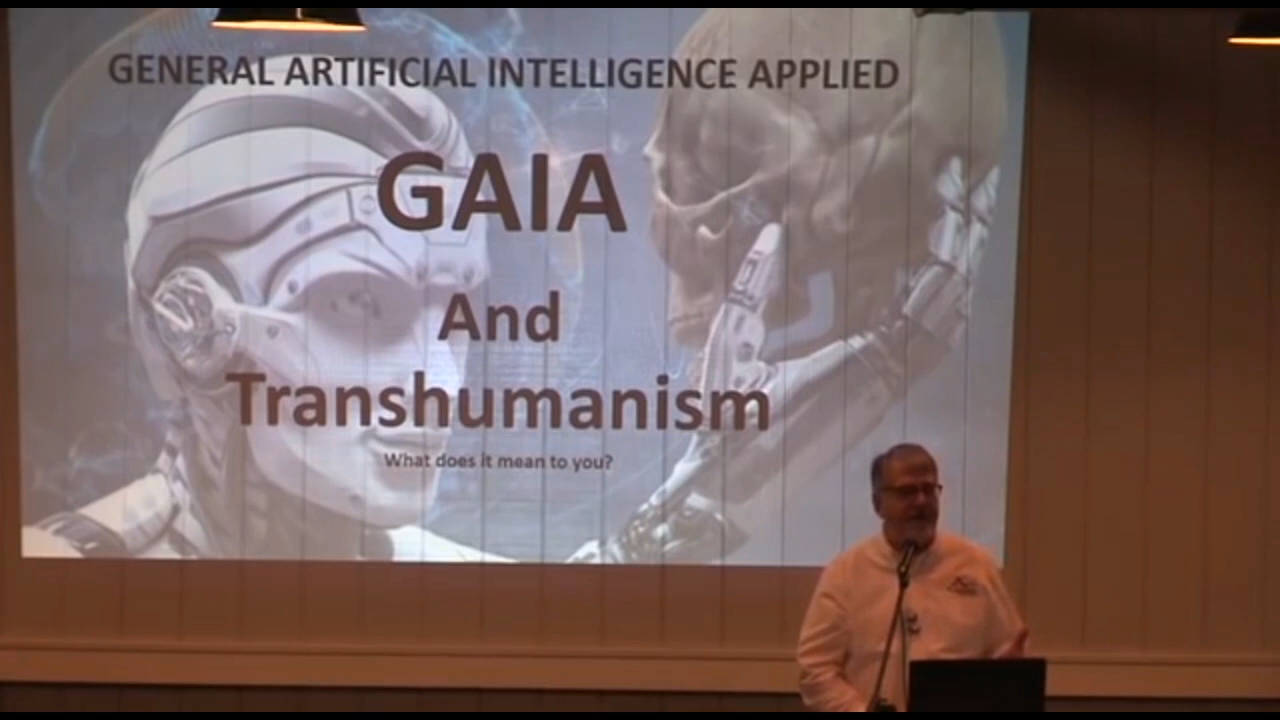 GENERAL ARTIFICIAL INTELLIGENCE APPLIED
GAIA
And
Transhumanism
What does it mean to you?